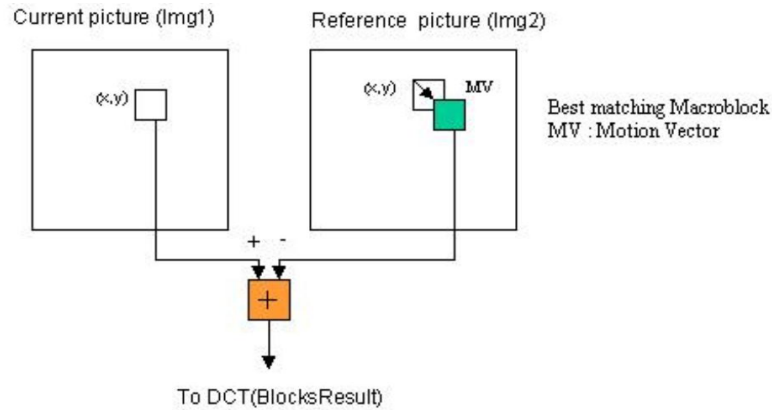 Current picture (Img1)
Reference picture (Img2)
(x,y)
(x,y)
MV
Best matching Macroblock
MV : Motion Vector
+ -
+
To DCT(BlocksResult)